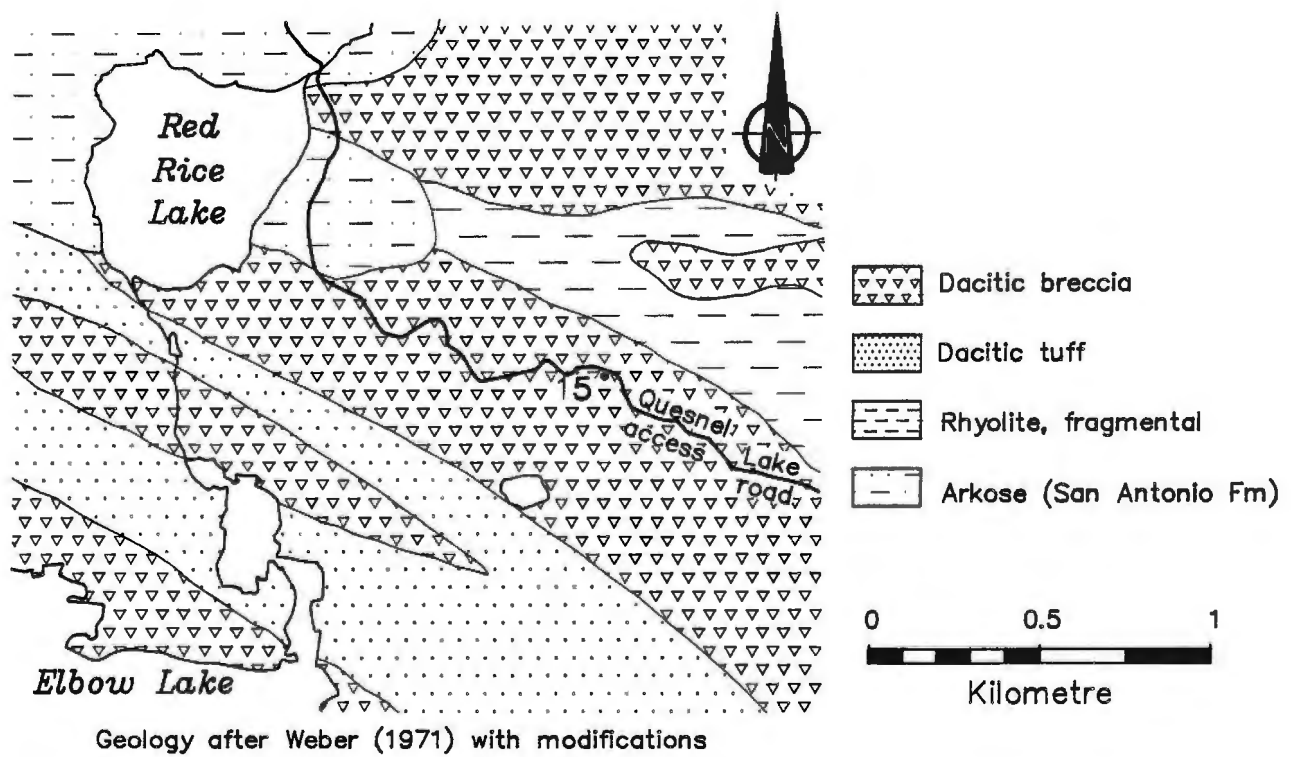 Red
Rice
Lake
N
15
Quesnel
access
Lake
road
Elbow Lake
Dacitic breccia
Dacitic tuff
Rhyolite, fragmental
Arkose (San Antonio Fm)
0 0.5 1
Kilometre
Geology after Weber (1971) with modifications